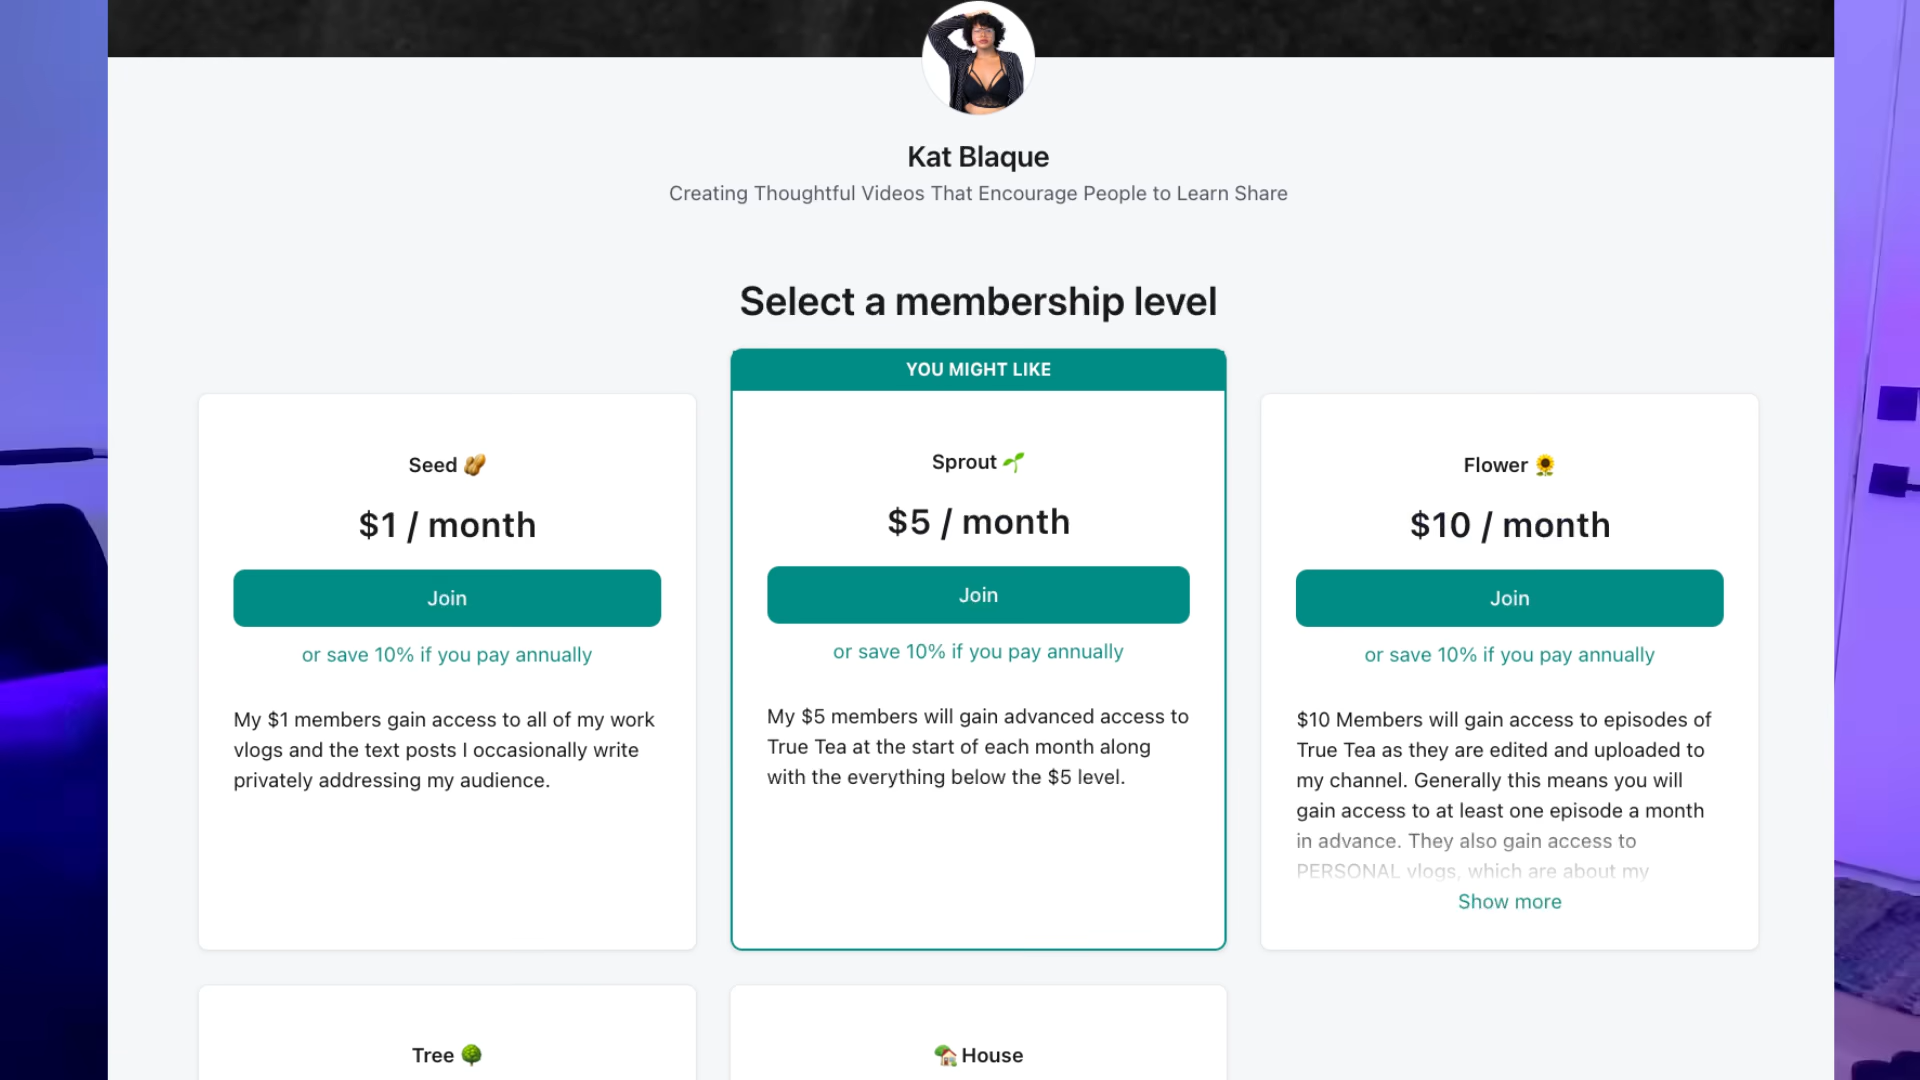 Kat Blaque
Creating Thoughtful Videos That Encourage People to Learn Share
Select a membership level
Seed
$1 / month
Join
or save 10% if you pay annually
My $1 members gain access to all of my work
vlogs and the text posts I occasionally write
privately addressing my audience.
YOU MIGHT LIKE
Sprout
$5 / month
Join
or save 10% if you pay annually
My $5 members will gain advanced access to
True Tea at the start of each month along
with the everything below the $5 level.
Flower
$10 / month
Join
or save 10% if you pay annually
$10 Members will gain access to episodes of
True Tea as they are edited and uploaded to
my channel. Generally this means you will
gain access to at least one episode a month
in advance. They also gain access to
PERSONAL vlogs, which are about my
Show more
Tree
House